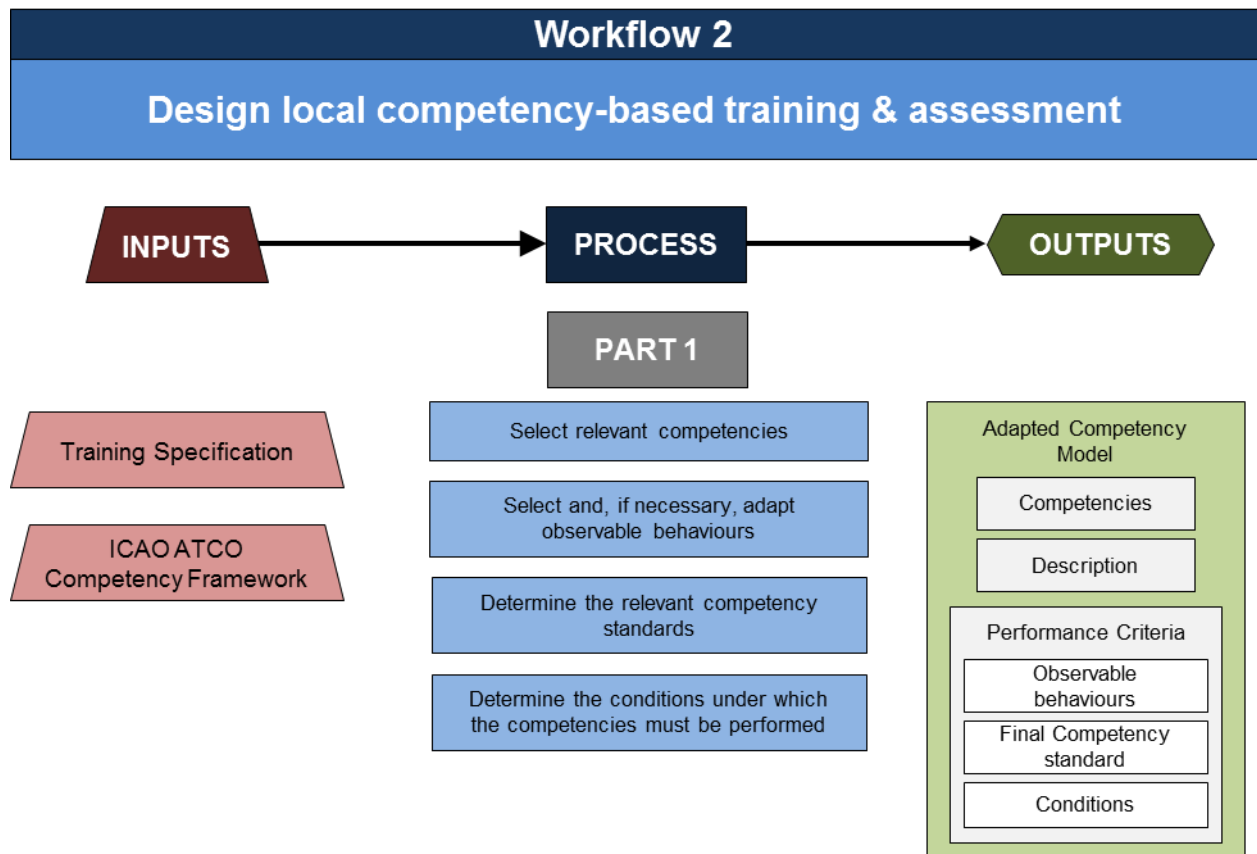 Workflow 2
Design local competency-based training & assessment
INPUTS
PROCESS
OUTPUTS
PART 1
Training Specification
ICAO ATCO
Competency Framework
Select relevant competencies
Select and, if necessary, adapt
observable behaviours
Determine the relevant competency
standards
Determine the conditions under which
the competencies must be performed
Adapted Competency
Model
Competencies
Description
Performance Criteria
Observable
behaviours
Final Competency
standard
Conditions